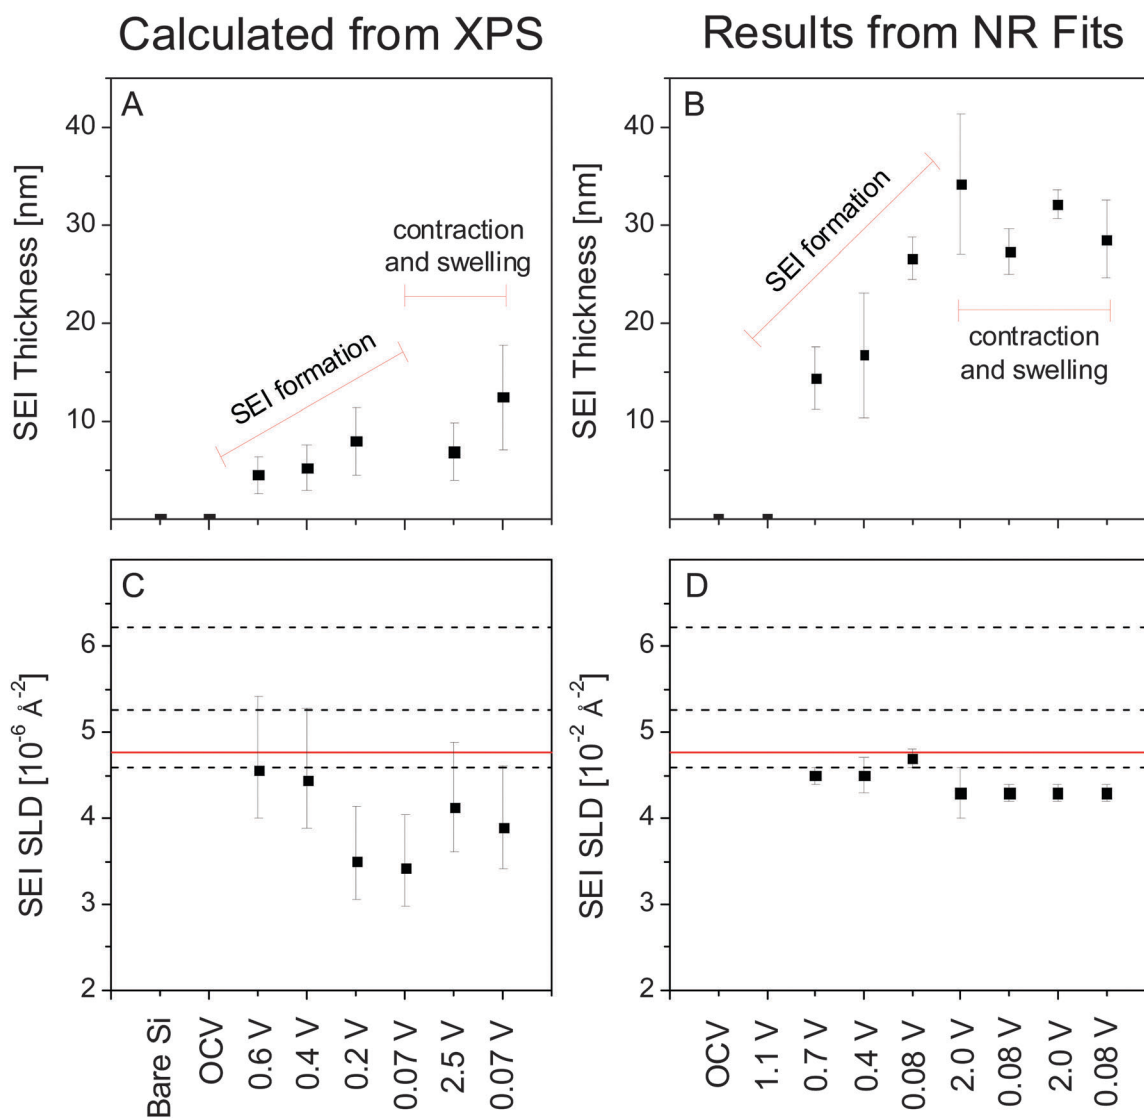 Calculated from XPS
Results from NR Fits
A
SEI Thickness [nm]
40
30
20
10
SEI formation
contraction
and swelling
B
SEI Thickness [nm]
40
30
20
10
SEI formation
contraction
and swelling
C
SEI SLD [10⁻⁶ Å⁻²]
6
5
4
3
2
Bare Si
OCV
0.6 V
0.4 V
0.2 V
0.07 V
2.5 V
0.07 V
D
SEI SLD [10⁻² Å⁻²]
6
5
4
3
2
OCV
1.1 V
0.7 V
0.4 V
0.08 V
2.0 V
0.08 V
2.0 V
0.08 V